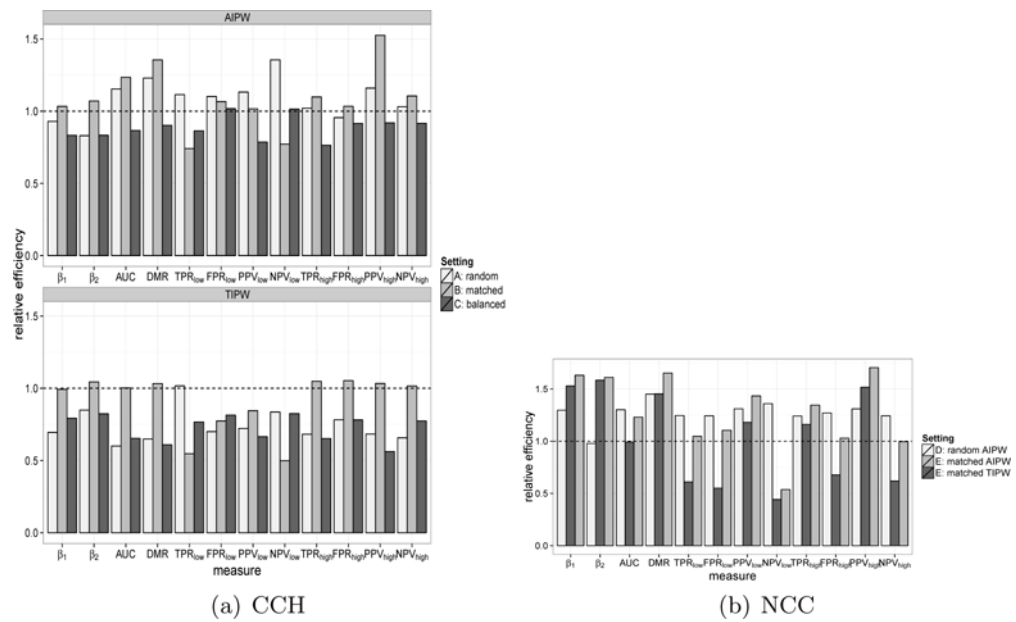 AIPW
1.5
1.0
0.5
0.0
β1 β2 AUC DMR TPRlow FPRlow PPVlow NPVlow TPRhigh FPRhigh PPVhigh NPVhigh
relative efficiency
Setting
A: random
B: matched
C: balanced
TIPW
1.5
1.0
0.5
0.0
β1 β2 AUC DMR TPRlow FPRlow PPVlow NPVlow TPRhigh FPRhigh PPVhigh NPVhigh
measure
(a) CCH
1.5
1.0
0.5
0.0
relative efficiency
β1 β2 AUC DMR TPRlow FPRlow PPVlow NPVlow TPRhigh FPRhigh PPVhigh NPVhigh
measure
Setting
D: random AIPW
E: matched AIPW
E: matched TIPW
(b) NCC